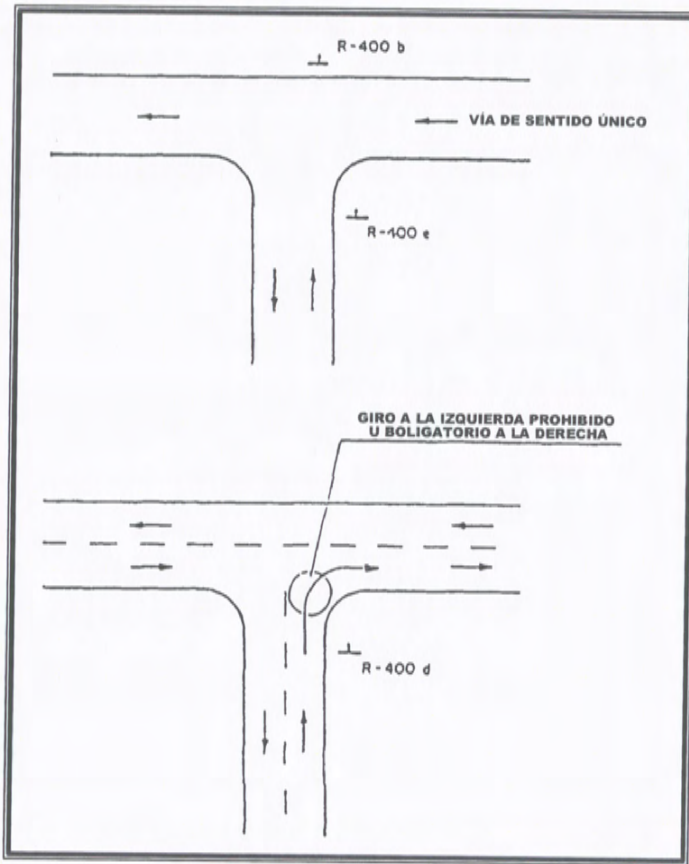 R-400 b
VÍA DE SENTIDO ÚNICO
R-400 e
GIRO A LA IZQUIERDA PROHIBIDO
U BOLIGATORIO A LA DERECHA
R-400 d